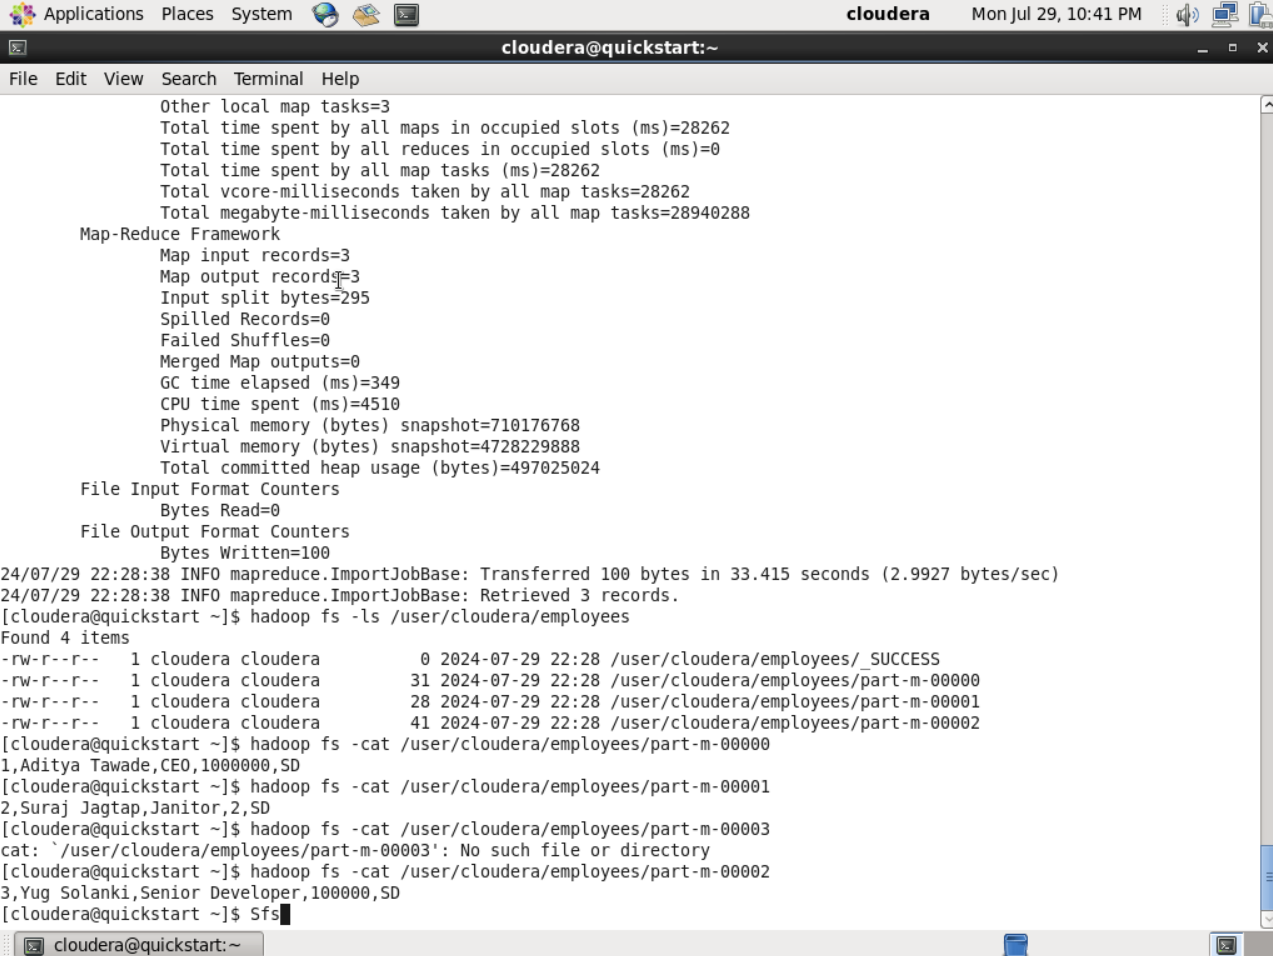 Applications Places System cloudera Mon Jul 29, 10:41 PM
cloudera@quickstart:~
File Edit View Search Terminal Help
Other local map tasks=3
Total time spent by all maps in occupied slots (ms)=28262
Total time spent by all reduces in occupied slots (ms)=0
Total time spent by all map tasks (ms)=28262
Total vcore-milliseconds taken by all map tasks=28262
Total megabyte-milliseconds taken by all map tasks=28940288
Map-Reduce Framework
Map input records=3
Map output records=3
Input split bytes=295
Spilled Records=0
Failed Shuffles=0
Merged Map outputs=0
GC time elapsed (ms)=349
CPU time spent (ms)=4510
Physical memory (bytes) snapshot=710176768
Virtual memory (bytes) snapshot=4728229888
Total committed heap usage (bytes)=497025024
File Input Format Counters
Bytes Read=0
File Output Format Counters
Bytes Written=100
24/07/29 22:28:38 INFO mapreduce.ImportJobBase: Transferred 100 bytes in 33.415 seconds (2.9927 bytes/sec)
24/07/29 22:28:38 INFO mapreduce.ImportJobBase: Retrieved 3 records.
[cloudera@quickstart ~]$ hadoop fs -ls /user/cloudera/employees
Found 4 items
-rw-r--r--   1 cloudera cloudera          0 2024-07-29 22:28 /user/cloudera/employees/_SUCCESS
-rw-r--r--   1 cloudera cloudera         31 2024-07-29 22:28 /user/cloudera/employees/part-m-00000
-rw-r--r--   1 cloudera cloudera         28 2024-07-29 22:28 /user/cloudera/employees/part-m-00001
-rw-r--r--   1 cloudera cloudera         41 2024-07-29 22:28 /user/cloudera/employees/part-m-00002
[cloudera@quickstart ~]$ hadoop fs -cat /user/cloudera/employees/part-m-00000
1,Aditya Tawade,CEO,1000000,SD
[cloudera@quickstart ~]$ hadoop fs -cat /user/cloudera/employees/part-m-00001
2,Suraj Jagtap,Janitor,2,SD
[cloudera@quickstart ~]$ hadoop fs -cat /user/cloudera/employees/part-m-00003
cat: `/user/cloudera/employees/part-m-00003': No such file or directory
[cloudera@quickstart ~]$ hadoop fs -cat /user/cloudera/employees/part-m-00002
3,Yug Solanki,Senior Developer,100000,SD
[cloudera@quickstart ~]$ Sfs
cloudera@quickstart:~